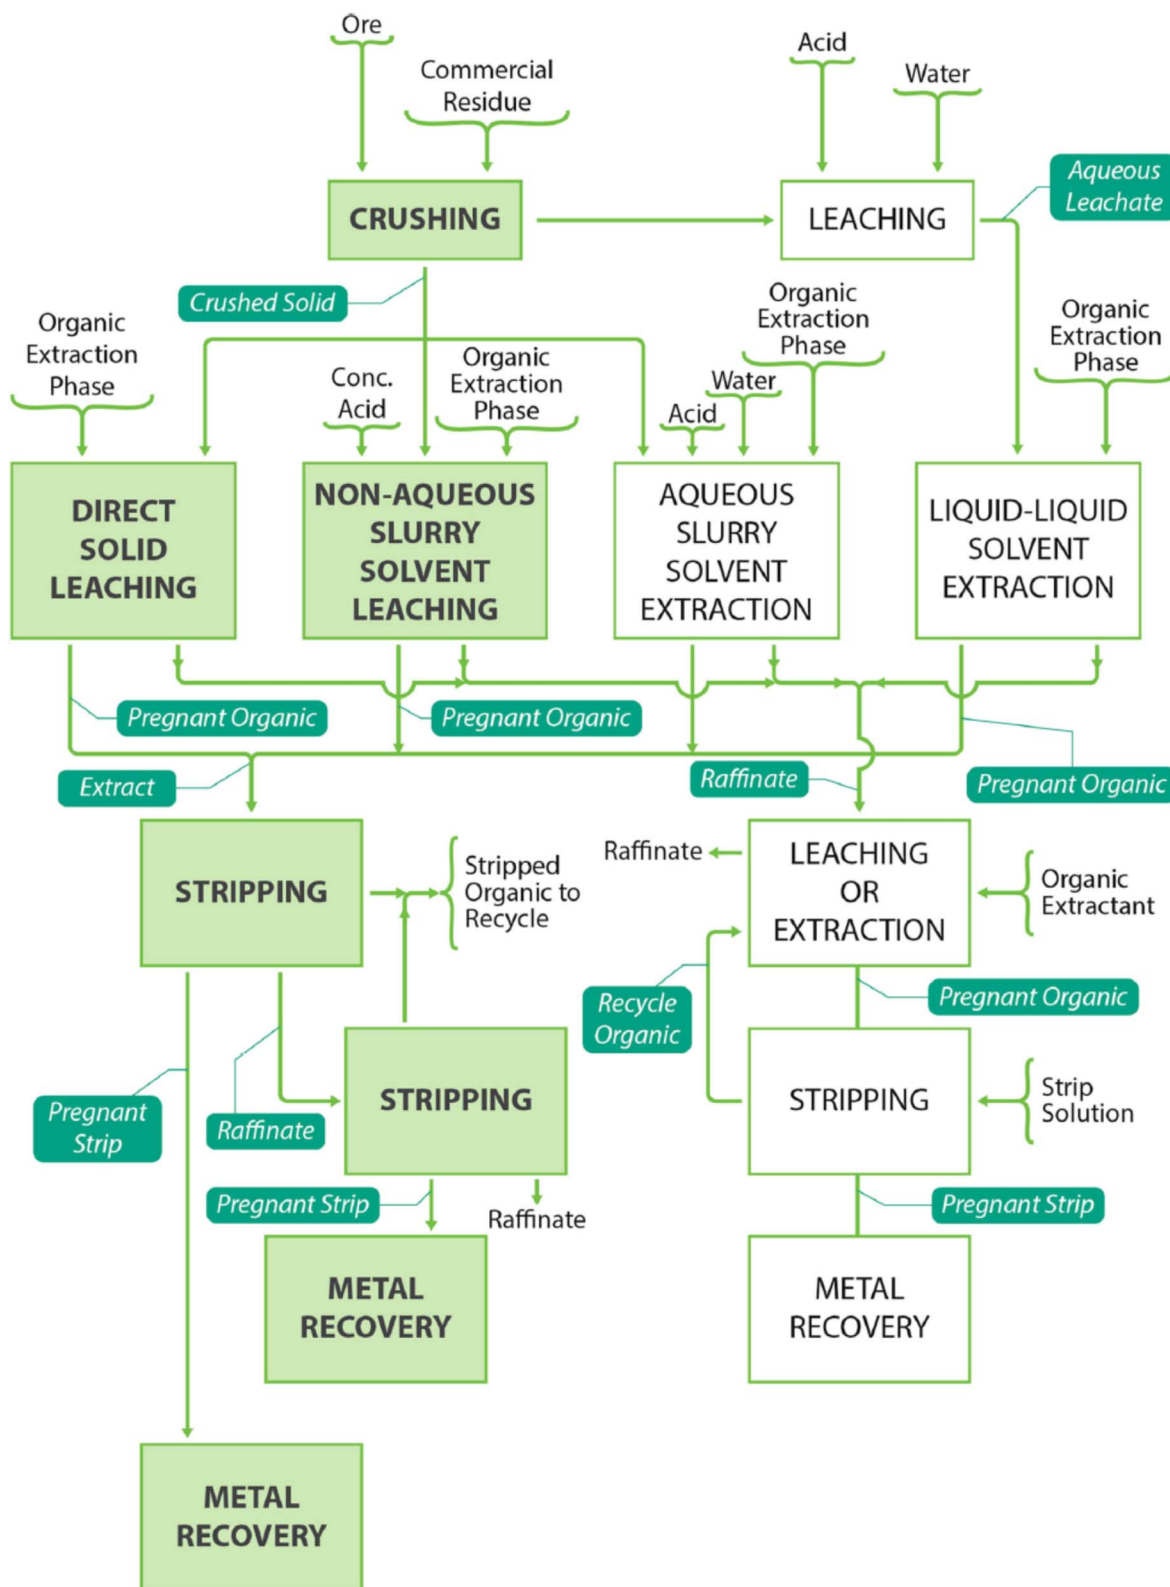 Ore
Commercial
Residue
Acid
Water
CRUSHING
LEACHING
Aqueous
Leachate
Crushed Solid
Organic
Extraction
Phase
Conc.
Acid
Organic
Extraction
Phase
Acid
Water
Organic
Extraction
Phase
Organic
Extraction
Phase
DIRECT
SOLID
LEACHING
NON-AQUEOUS
SLURRY
SOLVENT
LEACHING
AQUEOUS
SLURRY
SOLVENT
EXTRACTION
LIQUID-LIQUID
SOLVENT
EXTRACTION
Pregnant Organic
Pregnant Organic
Extract
Raffinate
Pregnant Organic
STRIPPING
Stripped
Organic to
Recycle
Raffinate
LEACHING
OR
EXTRACTION
Organic
Extractant
Recycle
Organic
Pregnant Organic
Pregnant
Strip
Raffinate
STRIPPING
STRIPPING
Strip
Solution
Pregnant Strip
Raffinate
Pregnant Strip
METAL
RECOVERY
METAL
RECOVERY
METAL
RECOVERY